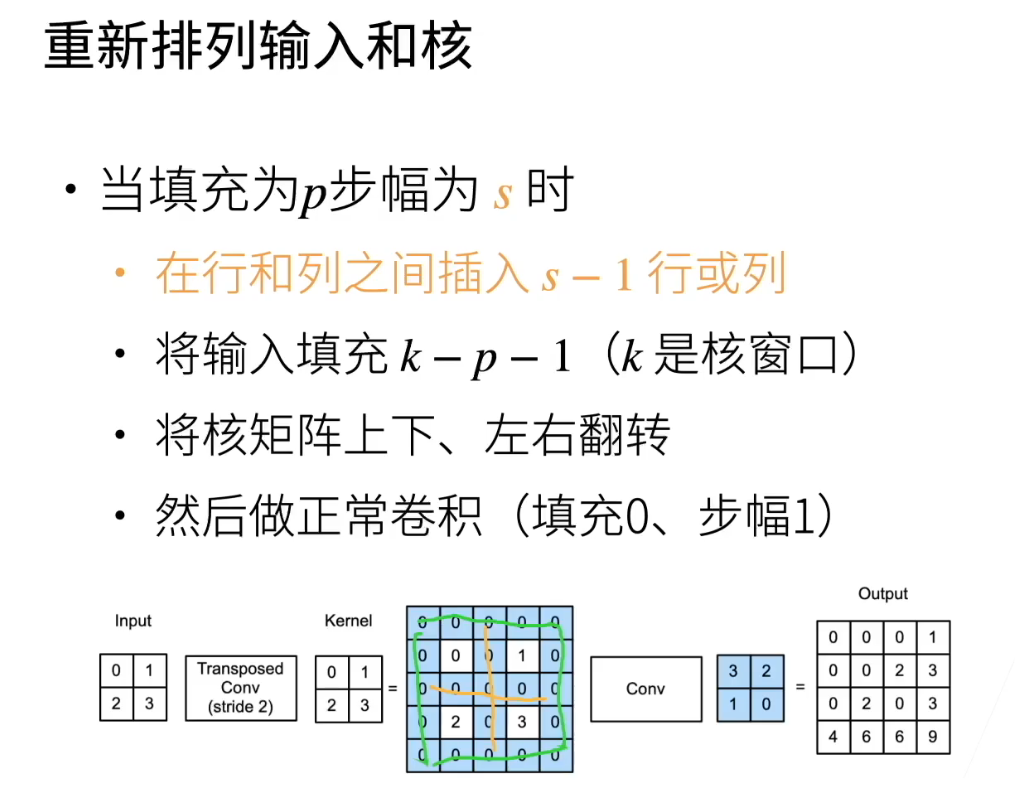 重新排列输入和核
• 当填充为p步幅为 s 时
• 在行和列之间插入 s – 1 行或列
• 将输入填充 k – p – 1（k 是核窗口）
• 将核矩阵上下、左右翻转
• 然后做正常卷积（填充0、步幅1）
Input
0 1
2 3
Transposed
Conv
(stride 2)
Kernel
0 1
2 3
=
0 0 0 0 0
0 0 0 1 0
0 0 0 0 0
0 2 0 3 0
0 0 0 0 0
Conv
3 2
1 0
=
Output
0 0 0 1
0 0 2 3
0 2 0 3
4 6 6 9